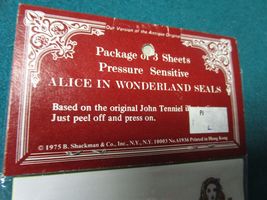 Our Version of the Antique Original
Package of 3 Sheets
Pressure Sensitive
ALICE IN WONDERLAND SEALS
Based on the original John Tenniel
Just peel off and press on.
© 1975 B. Shackman & Co., Inc., N.Y., N.Y. 10003 No. A1936 Printed in Hong Kong